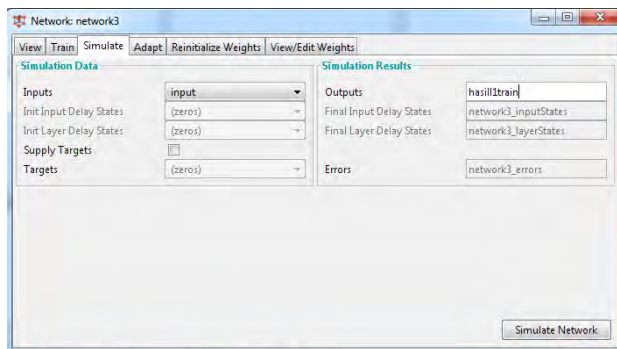 Network: network3
View Train Simulate Adapt Reinitialize Weights View/Edit Weights
Simulation Data
Inputs input
Init Input Delay States (zeros)
Init Layer Delay States (zeros)
Supply Targets
Targets (zeros)
Simulation Results
Outputs hasill1train
Final Input Delay States network3_inputStates
Final Layer Delay States network3_layerStates
Errors network3_errors
Simulate Network